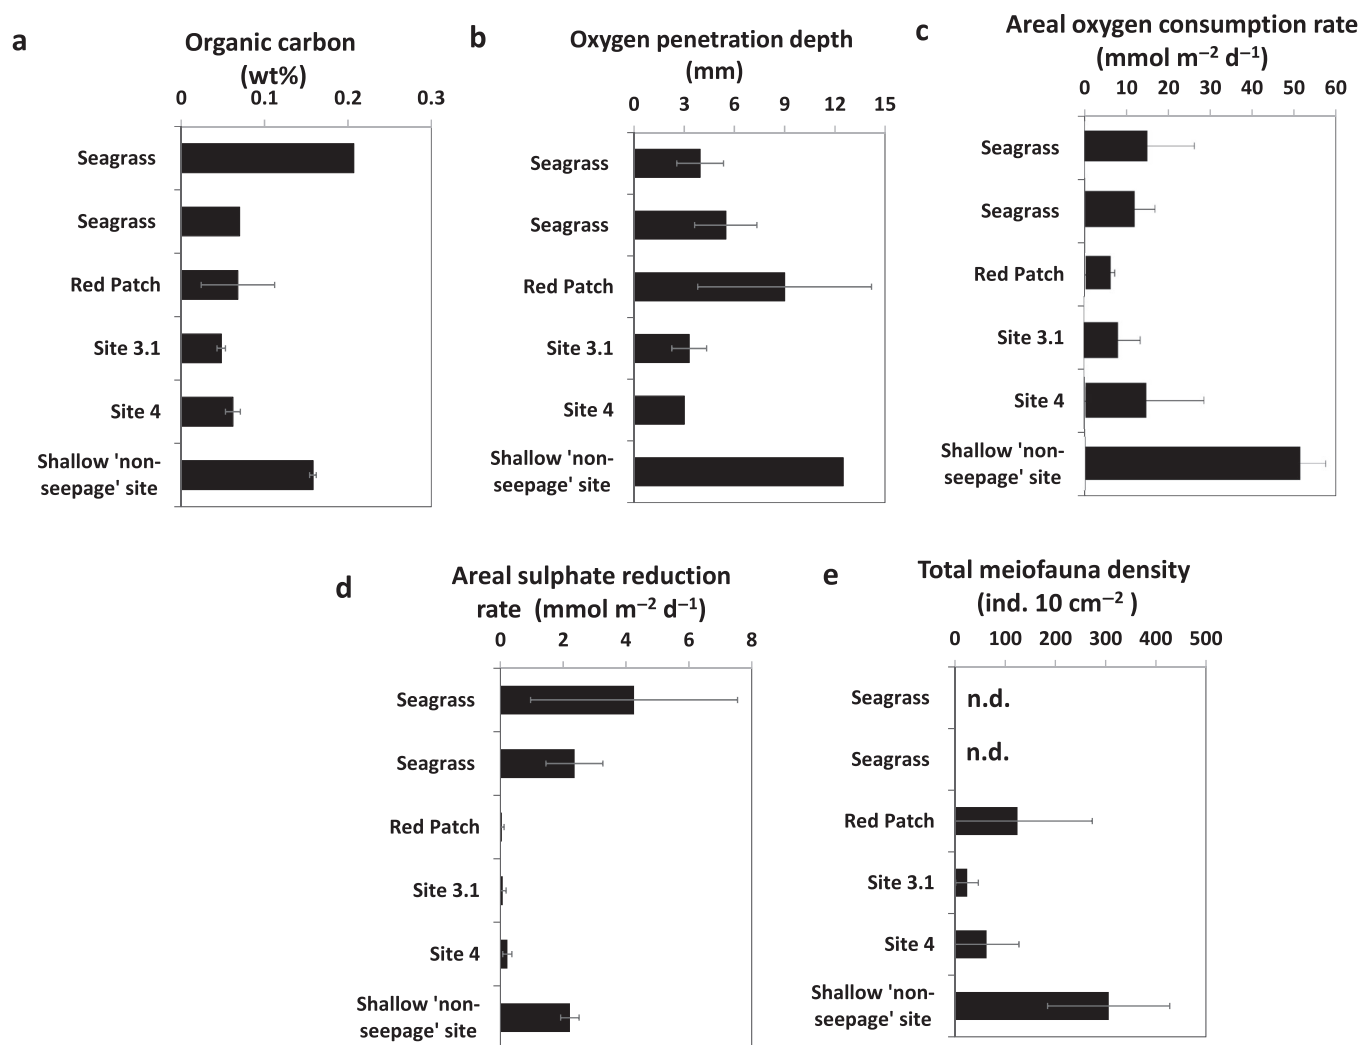 a
Organic carbon
(wt%)
0 0.1 0.2 0.3
Seagrass
Seagrass
Red Patch
Site 3.1
Site 4
Shallow 'non-
seepage' site
b
Oxygen penetration depth
(mm)
0 3 6 9 12 15
Seagrass
Seagrass
Red Patch
Site 3.1
Site 4
Shallow 'non-
seepage' site
c
Areal oxygen consumption rate
(mmol m⁻² d⁻¹)
0 10 20 30 40 50 60
Seagrass
Seagrass
Red Patch
Site 3.1
Site 4
Shallow 'non-
seepage' site
d
Areal sulphate reduction
rate (mmol m⁻² d⁻¹)
0 2 4 6 8
Seagrass
Seagrass
Red Patch
Site 3.1
Site 4
Shallow 'non-
seepage' site
e
Total meiofauna density
(ind. 10 cm⁻² )
0 100 200 300 400 500
Seagrass n.d.
Seagrass n.d.
Red Patch
Site 3.1
Site 4
Shallow 'non-
seepage' site